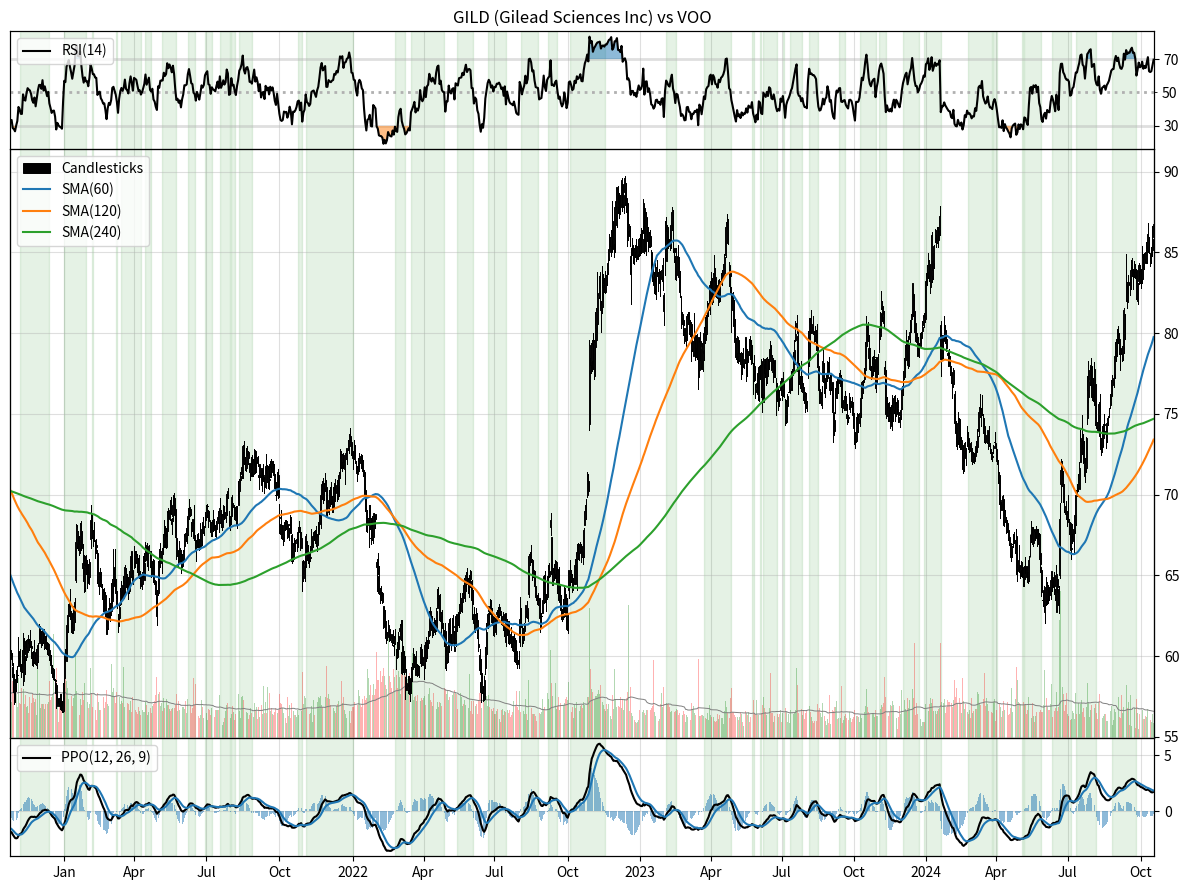 GILD (Gilead Sciences Inc) vs VOO
RSI(14)
70
50
30
Candlesticks
SMA(60)
SMA(120)
SMA(240)
90
85
80
75
70
65
60
55
PPO(12, 26, 9)
5
0
Jan Apr Jul Oct 2022 Apr Jul Oct 2023 Apr Jul Oct 2024 Apr Jul Oct